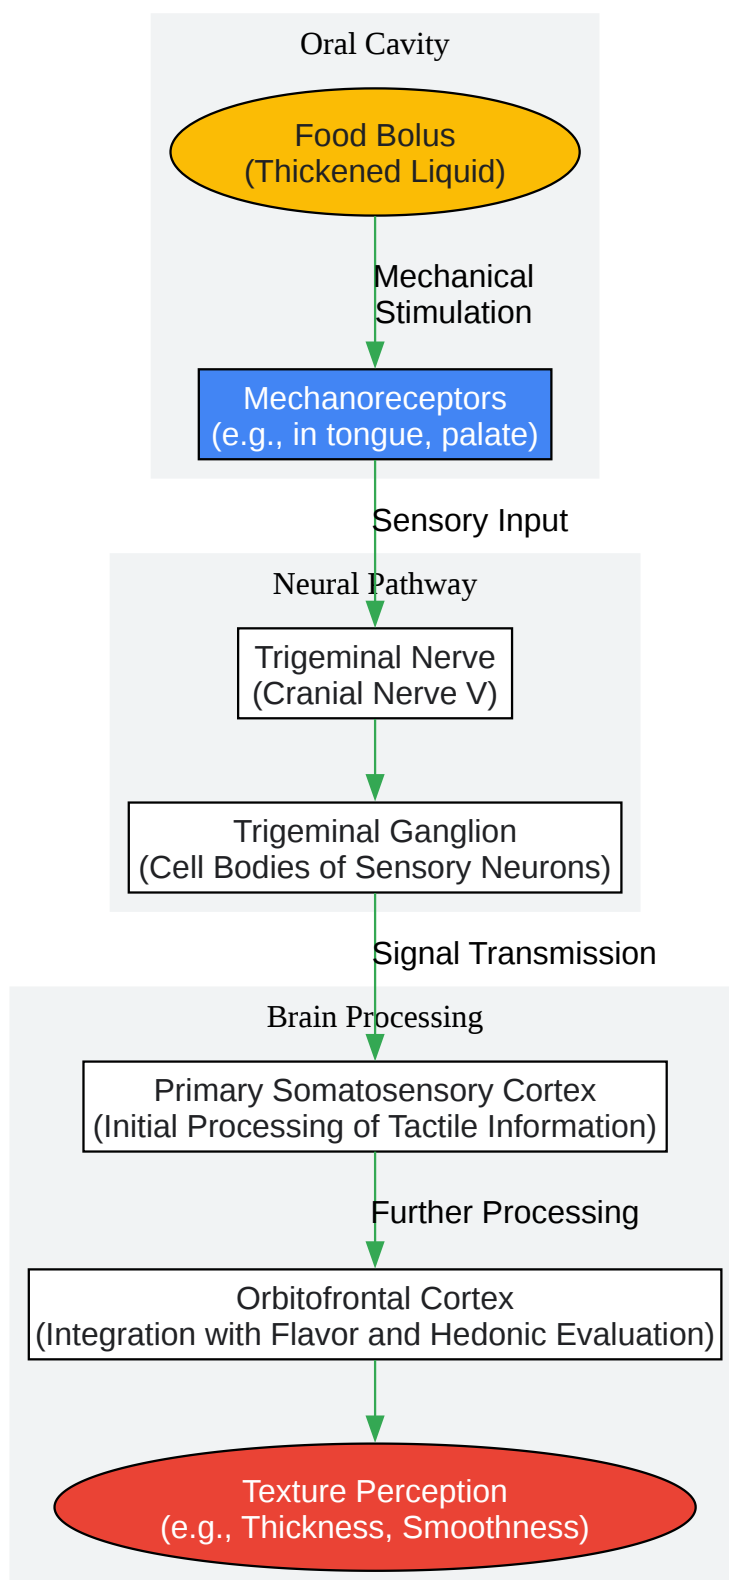 Oral Cavity
Food Bolus
(Thickened Liquid)
Mechanical
Stimulation
Mechanoreceptors
(e.g., in tongue, palate)
Sensory Input
Neural Pathway
Trigeminal Nerve
(Cranial Nerve V)
Trigeminal Ganglion
(Cell Bodies of Sensory Neurons)
Signal Transmission
Brain Processing
Primary Somatosensory Cortex
(Initial Processing of Tactile Information)
Further Processing
Orbitofrontal Cortex
(Integration with Flavor and Hedonic Evaluation)
Texture Perception
(e.g., Thickness, Smoothness)